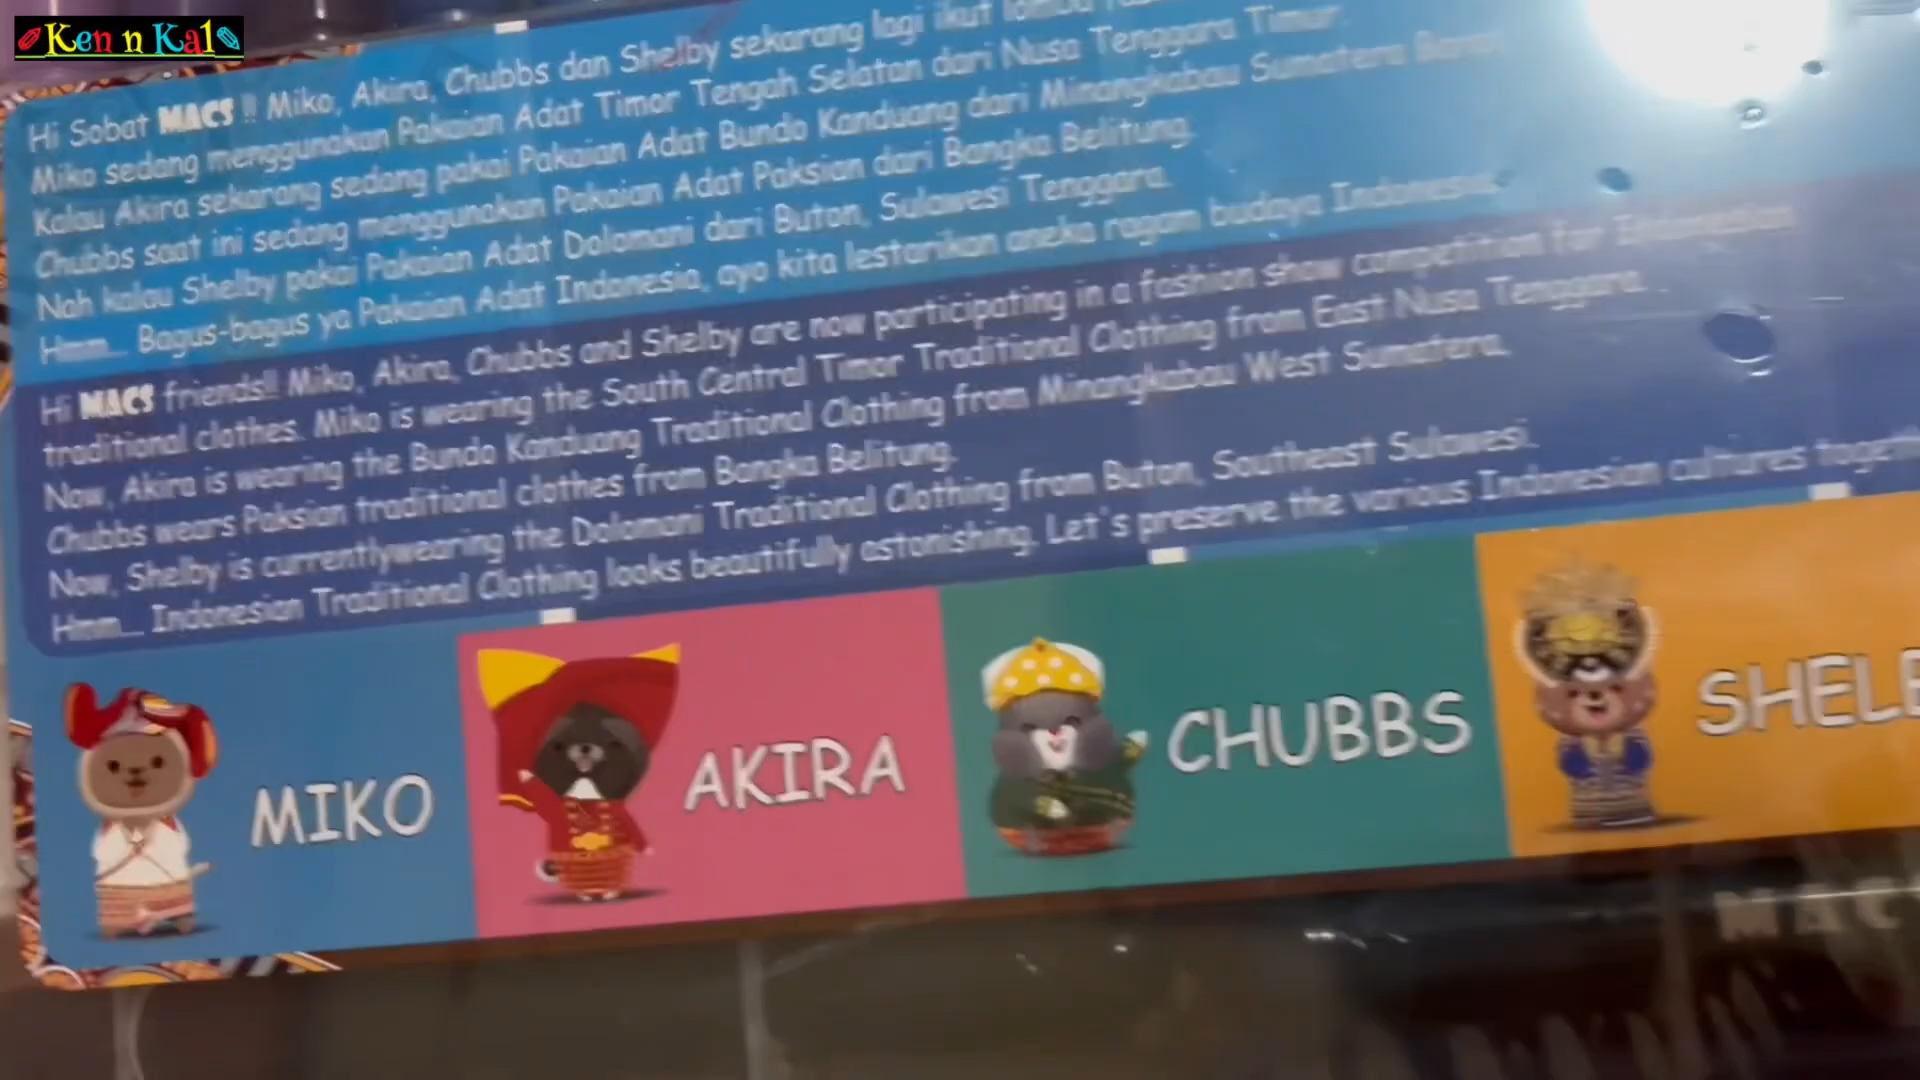 Ken n Kal
Hi Sobat MACS !! Miko, Akira, Chubbs dan Shelby sekarang lagi ikut lomba
Miko sedang menggunakan Pakaian Adat Timor Tengah Selatan dari Nusa Tenggara Timur.
Kalau Akira sekarang sedang pakai Pakaian Adat Bundo Kanduang dari Minangkabau Sumatera Barat.
Chubbs saat ini sedang menggunakan Pakaian Adat Paksian dari Bangka Belitung.
Nah kalau Shelby pakai Pakaian Adat Dolomani dari Buton, Sulawesi Tenggara.
Hmm... Bagus-bagus ya Pakaian Adat Indonesia, ayo kita lestarikan aneka ragam budaya Indonesia.
Hi MACS friends!! Miko, Akira, Chubbs and Shelby are now participating in a fashion show competition for Indonesian
traditional clothes. Miko is wearing the South Central Timor Traditional Clothing from East Nusa Tenggara.
Now, Akira is wearing the Bundo Kanduang Traditional Clothing from Minangkabau West Sumatera.
Chubbs wears Paksian traditional clothes from Bangka Belitung.
Now, Shelby is currentlywearing the Dolomani Traditional Clothing from Buton, Southeast Sulawesi.
Hmm... Indonesian Traditional Clothing looks beautifully astonishing. Let's preserve the various Indonesian cultures togeth
MIKO
AKIRA
CHUBBS
SHELB
MAC